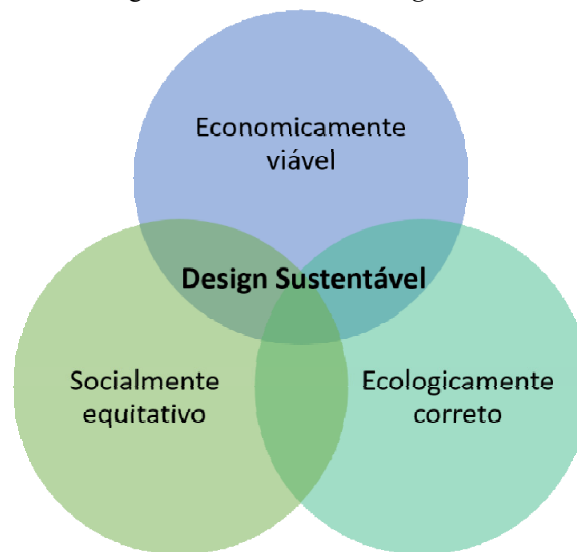 Economicamente
viável
Design Sustentável
Socialmente
equitativo
Ecologicamente
correto